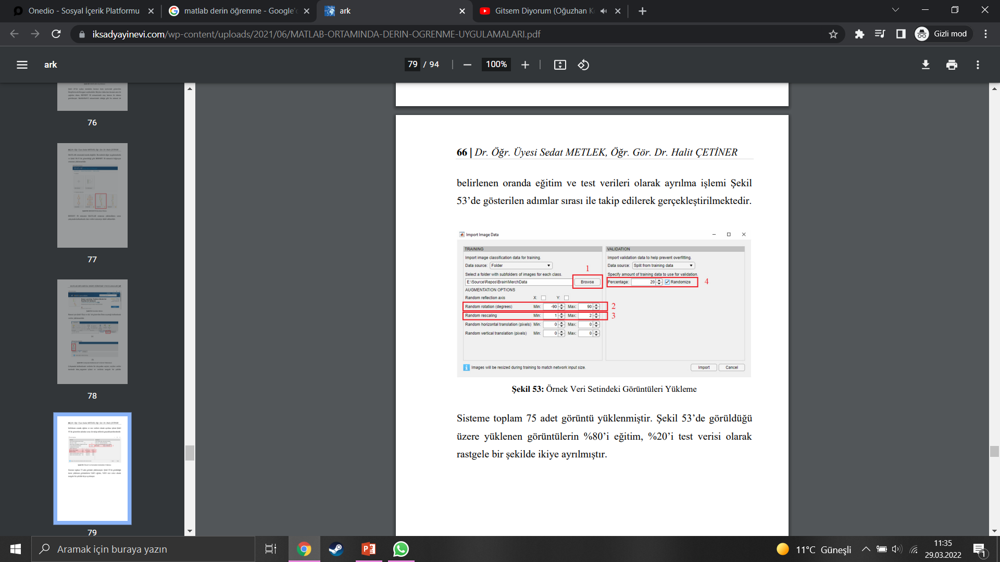 Onedio - Sosyal İçerik Platformu
matlab derin öğrenme - Google'
ark
Gitsem Diyorum (Oğuzhan K
iksadyayinevi.com/wp-content/uploads/2021/06/MATLAB-ORTAMINDA-DERIN-OGRENME-UYGULAMALARI.pdf
Gizli mod
ark
79 / 94
100%
76
77
78
79
66 | Dr. Öğr. Üyesi Sedat METLEK, Öğr. Gör. Dr. Halit ÇETİNER
belirlenen oranda eğitim ve test verileri olarak ayrılma işlemi Şekil
53’de gösterilen adımlar sırası ile takip edilerek gerçekleştirilmektedir.
Import Image Data
TRAINING
Import image classification data for training.
Data source: Folder
1
Select a folder with subfolders of images for each class.
E:\Source\Repos\Brain\MerchData
Browse
AUGMENTATION OPTIONS
Random reflection axis X: Y:
Random rotation (degrees) Min: -90 Max: 90 2
Random rescaling Min: 1 Max: 2 3
Random horizontal translation (pixels) Min: 0 Max: 0
Random vertical translation (pixels) Min: 0 Max: 0
VALIDATION
Import validation data to help prevent overfitting.
Data source: Split from training data
Specify amount of training data to use for validation.
Percentage: 20 Randomize 4
Images will be resized during training to match network input size.
Import Cancel
Şekil 53: Örnek Veri Setindeki Görüntüleri Yükleme
Sisteme toplam 75 adet görüntü yüklenmiştir. Şekil 53’de görüldüğü
üzere yüklenen görüntülerin %80’i eğitim, %20’i test verisi olarak
rastgele bir şekilde ikiye ayrılmıştır.
Aramak için buraya yazın
11°C Güneşli
11:35
29.03.2022
1